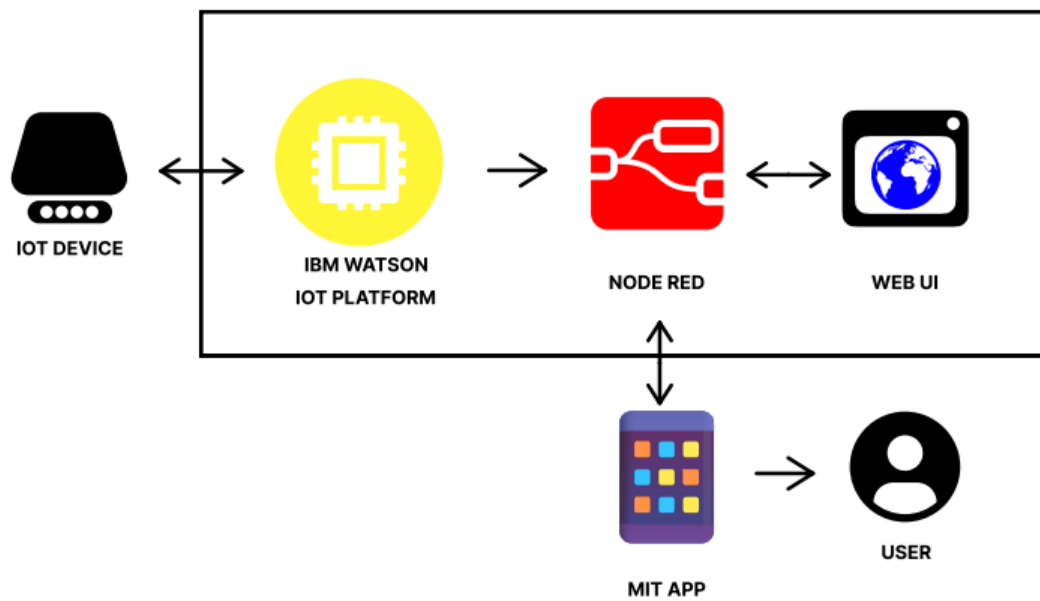 IOT DEVICE
IBM WATSON
IOT PLATFORM
NODE RED
WEB UI
MIT APP
USER